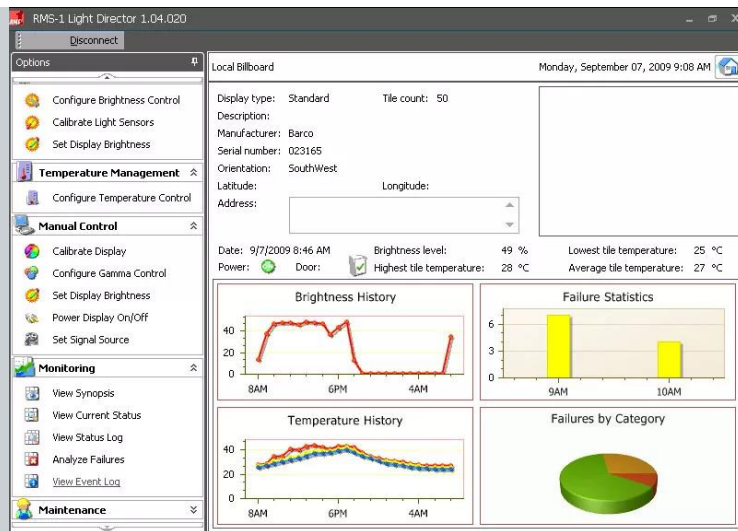 RMS-1 Light Director 1.04.020
Disconnect
Options
Configure Brightness Control
Calibrate Light Sensors
Set Display Brightness
Temperature Management
Configure Temperature Control
Manual Control
Calibrate Display
Configure Gamma Control
Set Display Brightness
Power Display On/Off
Set Signal Source
Monitoring
View Synopsis
View Current Status
View Status Log
Analyze Failures
View Event Log
Maintenance
Local Billboard Monday, September 07, 2009 9:08 AM
Display type: Standard Tile count: 50
Description:
Manufacturer: Barco
Serial number: 023165
Orientation: SouthWest
Latitude: Longitude:
Address:
Date: 9/7/2009 8:46 AM Brightness level: 49 % Lowest tile temperature: 25 °C
Power: Door: Highest tile temperature: 28 °C Average tile temperature: 27 °C
Brightness History
40
20
0
8AM 6PM 4AM
Failure Statistics
6
3
0
9AM 10AM
Temperature History
40
20
0
8AM 6PM 4AM
Failures by Category